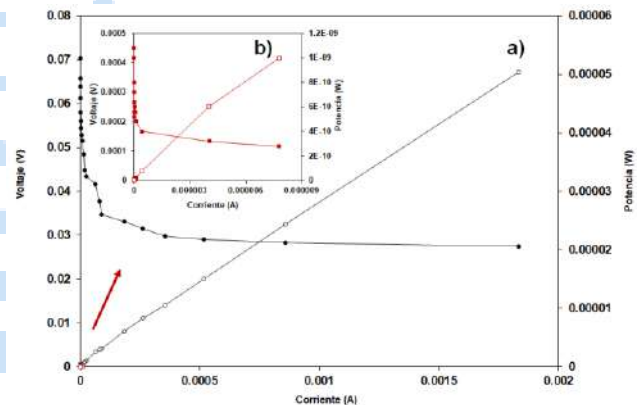 0.08
0.07
0.06
0.05
0.04
0.03
0.02
0.01
0
Voltaje (V)
0
0.0005
0.001
0.0015
0.002
Corriente (A)
0.00006
0.00005
0.00004
0.00003
0.00002
0.00001
0
Potencia (W)
a)
b)
0.0005
0.0004
0.0003
0.0002
0.0001
0
Voltaje (V)
0
0.000003
0.000006
0.000009
Corriente (A)
1.2E-09
1E-09
8E-10
6E-10
4E-10
2E-10
0
Potencia (W)